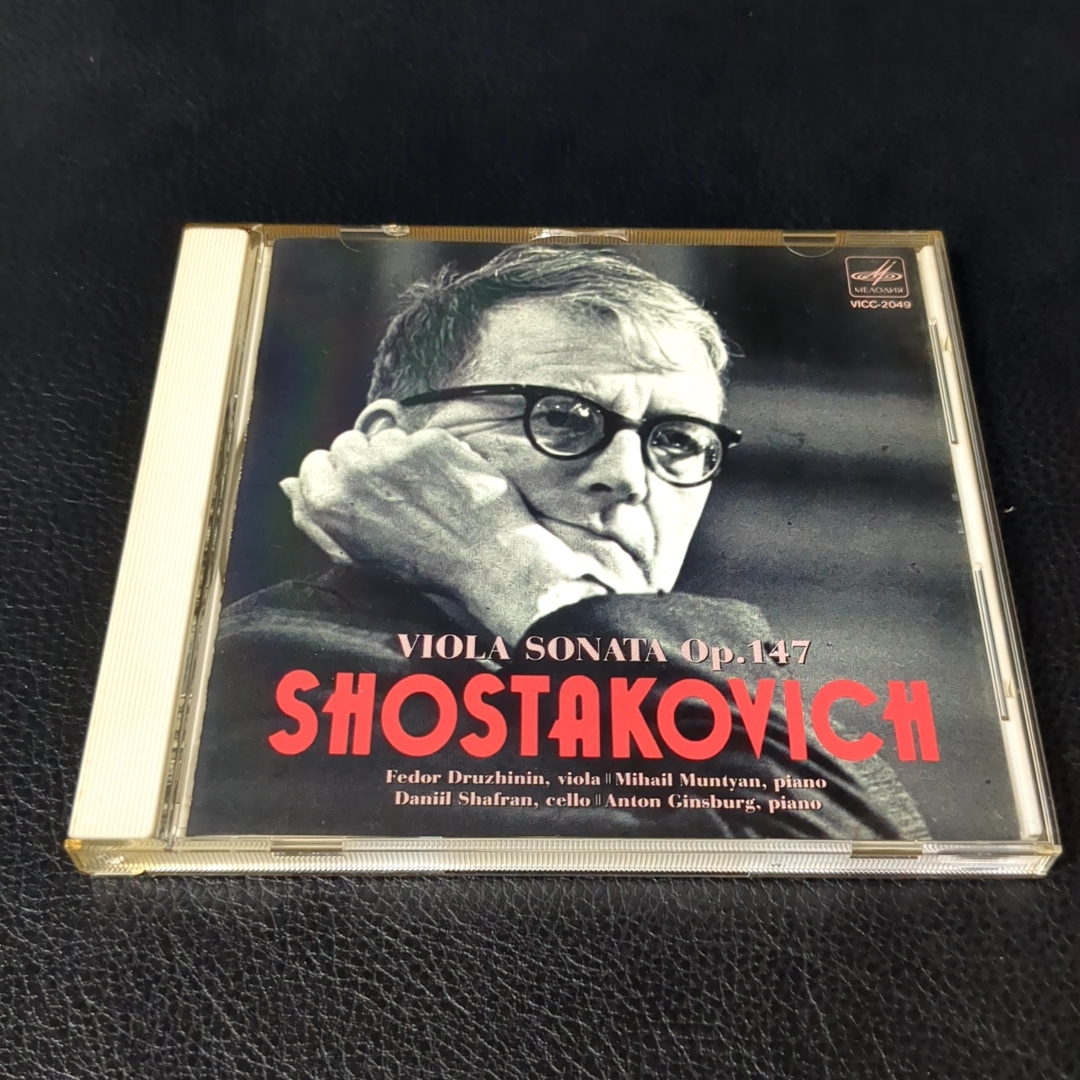 МЕЛОДИЯ
VICC-2049
VIOLA SONATA Op.147
SHOSTAKOVICH
Fedor Druzhinin, viola || Mihail Muntyan, piano
Daniil Shafran, cello || Anton Ginsburg, piano